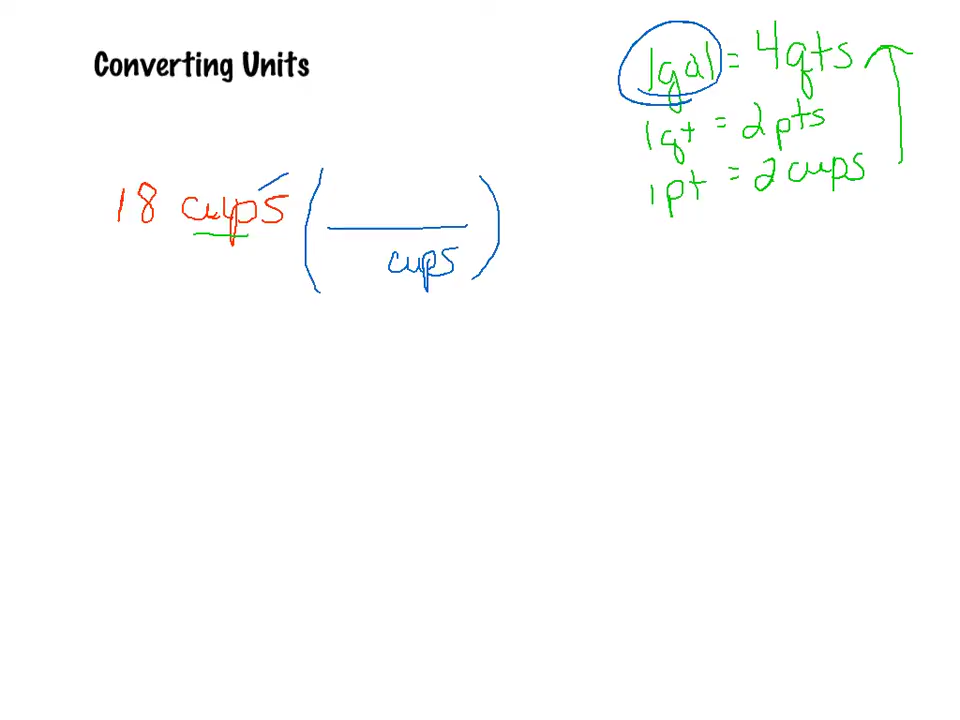 Converting Units
1gal = 4qts
1qt = 2pts
1pt = 2cups
18 cups ( / cups )